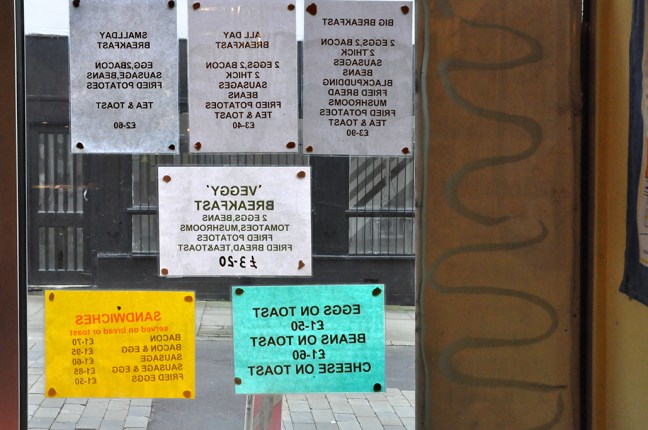 SMALLDAY
BREAKFAST
EGG,2BACON
SAUSAGE,BEANS
FRIED POTATOES
TEA & TOAST
£2-60
ALL DAY
BREAKFAST
2 EGGS,2 BACON
2 THICK
SAUSAGES
BEANS
FRIED POTATOES
TEA & TOAST
£3-40
BIG BREAKFAST
2 EGGS,2 BACON
2 THICK
SAUSAGES
BEANS
BLACKPUDDING
FRIED BREAD
MUSHROOMS
FRIED POTATOES
TEA & TOAST
£3-90
'VEGGY'
BREAKFAST
2 EGGS,BEANS
TOMATOES,MUSHROOMS
FRIED POTATOES
FRIED BREAD,TEA&TOAST
£3-20
SANDWICHES
served on bread or toast
BACON £1-70
BACON & EGG £1-95
SAUSAGE £1-60
SAUSAGE & EGG £1-85
FRIED EGGS £1-50
EGGS ON TOAST
£1-50
BEANS ON TOAST
£1-60
CHEESE ON TOAST